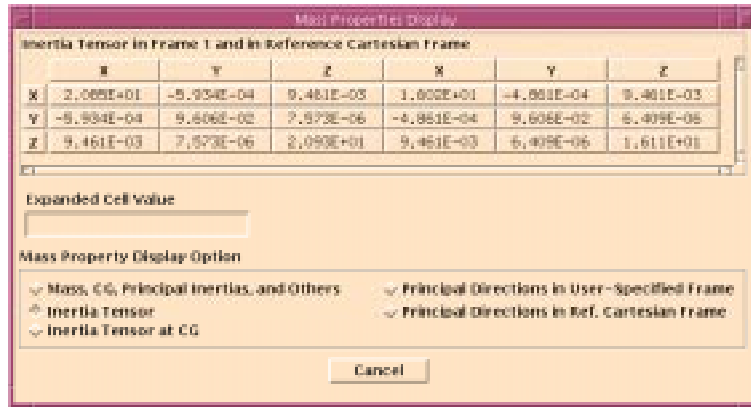 Mass Properties Display
Inertia Tensor in Frame 1 and in Reference Cartesian Frame
X Y Z X Y Z
X 2.085E+01 -5.934E-04 9.461E-03 1.802E+01 -4.861E-04 9.461E-03
Y -5.934E-04 9.606E-02 7.573E-06 -4.861E-04 9.606E-02 6.409E-06
Z 9.461E-03 7.573E-06 2.093E+01 9.461E-03 6.409E-06 1.611E+01
Expanded Cell Value
Mass Property Display Option
Mass, CG, Principal Inertias, and Others
Principal Directions in User-Specified Frame
Inertia Tensor
Principal Directions in Ref. Cartesian Frame
Inertia Tensor at CG
Cancel